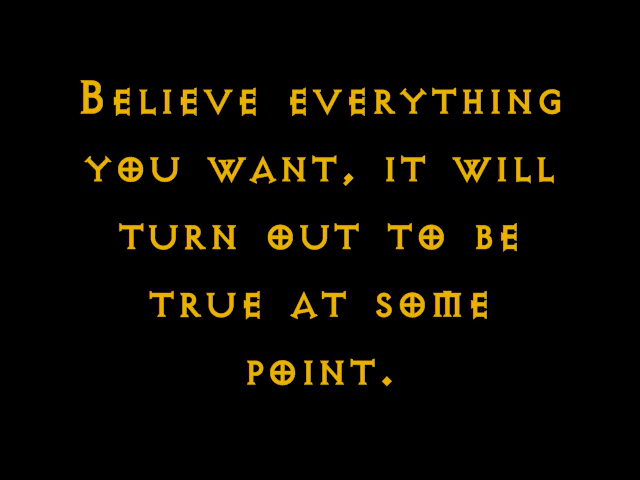 Believe everything
you want, it will
turn out to be
true at some
point.